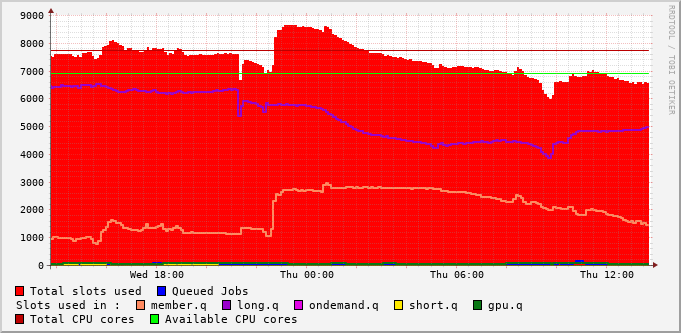 9000
8000
7000
6000
5000
4000
3000
2000
1000
0
Wed 18:00 Thu 00:00 Thu 06:00 Thu 12:00
RRDTOOL / TOBI OETIKER
Total slots used Queued Jobs
Slots used in : member.q long.q ondemand.q short.q gpu.q
Total CPU cores Available CPU cores